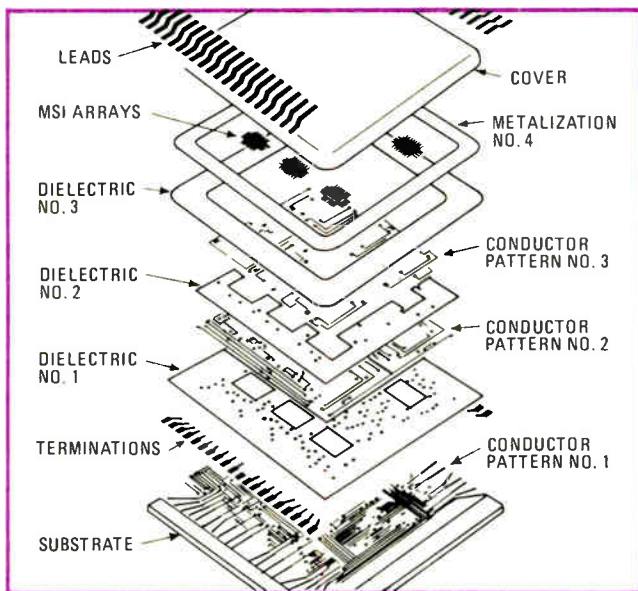 LEADS
COVER
MSI ARRAYS
METALIZATION
NO. 4
DIELECTRIC
NO. 3
CONDUCTOR
PATTERN NO. 3
DIELECTRIC
NO. 2
CONDUCTOR
PATTERN NO. 2
DIELECTRIC
NO. 1
TERMINATIONS
CONDUCTOR
PATTERN NO. 1
SUBSTRATE